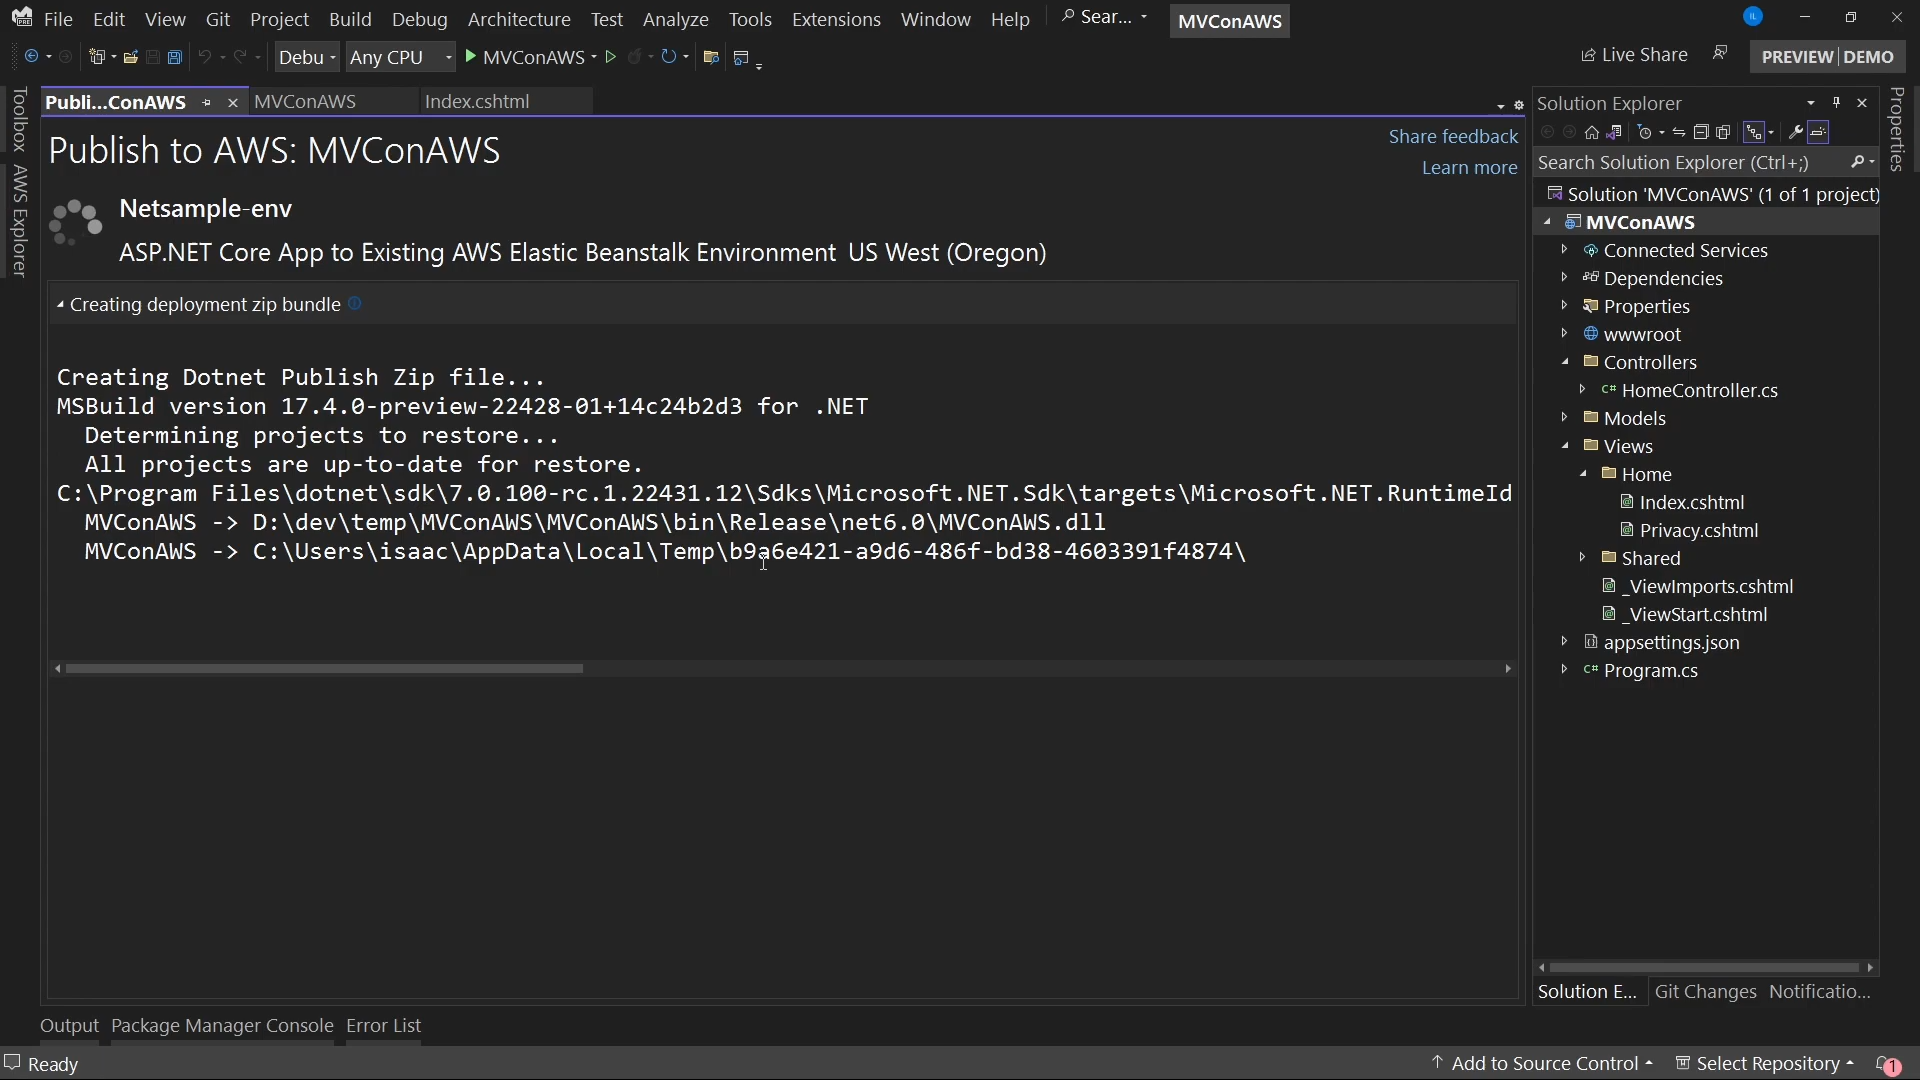 File Edit View Git Project Build Debug Architecture Test Analyze Tools Extensions Window Help Sear... MVConAWS IL
Debu Any CPU MVConAWS Live Share PREVIEW DEMO
Toolbox
AWS Explorer
Publi...ConAWS MVConAWS Index.cshtml
Publish to AWS: MVConAWS
Share feedback
Learn more
Netsample-env
ASP.NET Core App to Existing AWS Elastic Beanstalk Environment US West (Oregon)
Creating deployment zip bundle
Creating Dotnet Publish Zip file...
MSBuild version 17.4.0-preview-22428-01+14c24b2d3 for .NET
Determining projects to restore...
All projects are up-to-date for restore.
C:\Program Files\dotnet\sdk\7.0.100-rc.1.22431.12\Sdks\Microsoft.NET.Sdk\targets\Microsoft.NET.RuntimeId
MVConAWS -> D:\dev\temp\MVConAWS\MVConAWS\bin\Release\net6.0\MVConAWS.dll
MVConAWS -> C:\Users\isaac\AppData\Local\Temp\b9a6e421-a9d6-486f-bd38-4603391f4874\
Solution Explorer
Search Solution Explorer (Ctrl+;)
Solution 'MVConAWS' (1 of 1 project)
MVConAWS
Connected Services
Dependencies
Properties
wwwroot
Controllers
C# HomeController.cs
Models
Views
Home
Index.cshtml
Privacy.cshtml
Shared
_ViewImports.cshtml
_ViewStart.cshtml
appsettings.json
C# Program.cs
Solution E... Git Changes Notificatio...
Properties
Output Package Manager Console Error List
Ready Add to Source Control Select Repository 1